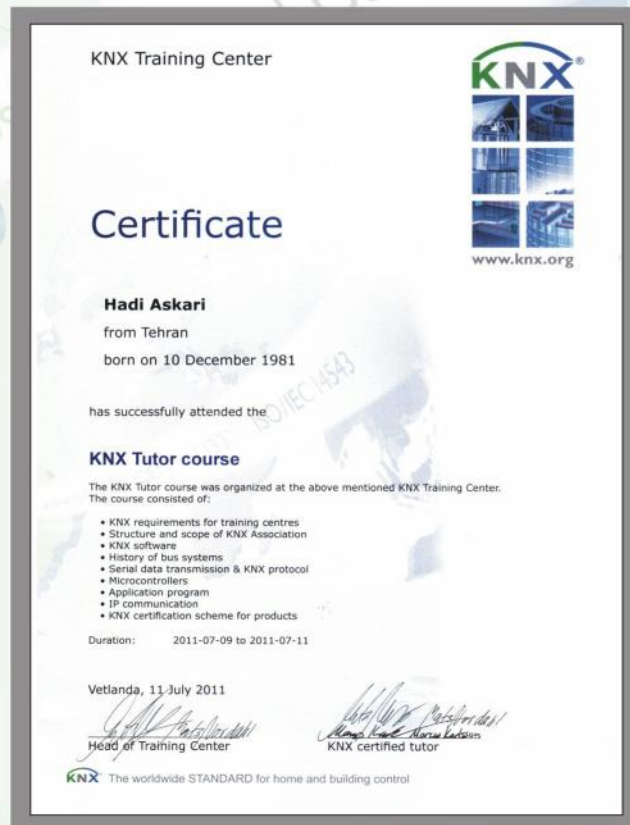 KNX Training Center
KNX®
www.knx.org
Certificate
Hadi Askari
from Tehran
born on 10 December 1981
ISO/IEC 14543
has successfully attended the
KNX Tutor course
The KNX Tutor course was organized at the above mentioned KNX Training Center.
The course consisted of:
• KNX requirements for training centres
• Structure and scope of KNX Association
• KNX software
• History of bus systems
• Serial data transmission & KNX protocol
• Microcontrollers
• Application program
• IP communication
• KNX certification scheme for products
Duration: 2011-07-09 to 2011-07-11
Vetlanda, 11 July 2011
Head of Training Center
KNX certified tutor
KNX The worldwide STANDARD for home and building control